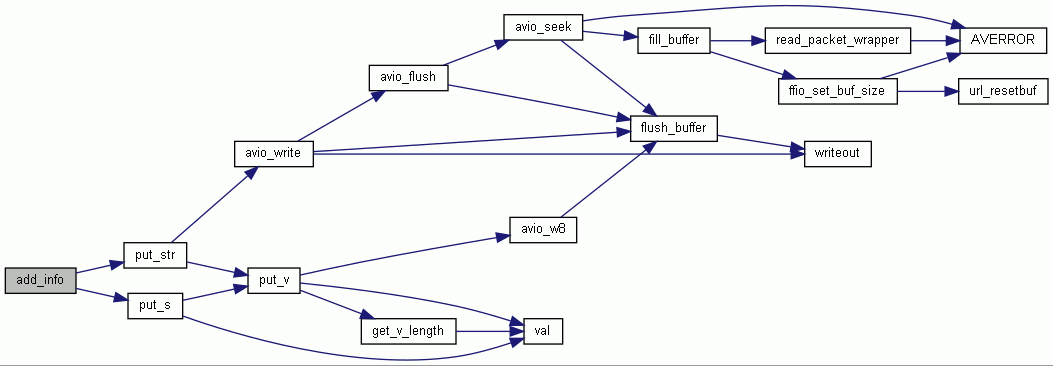 avio_seek
AVERROR
fill_buffer
read_packet_wrapper
avio_flush
ffio_set_buf_size
url_resetbuf
flush_buffer
avio_write
writeout
avio_w8
put_str
add_info
put_v
put_s
get_v_length
val